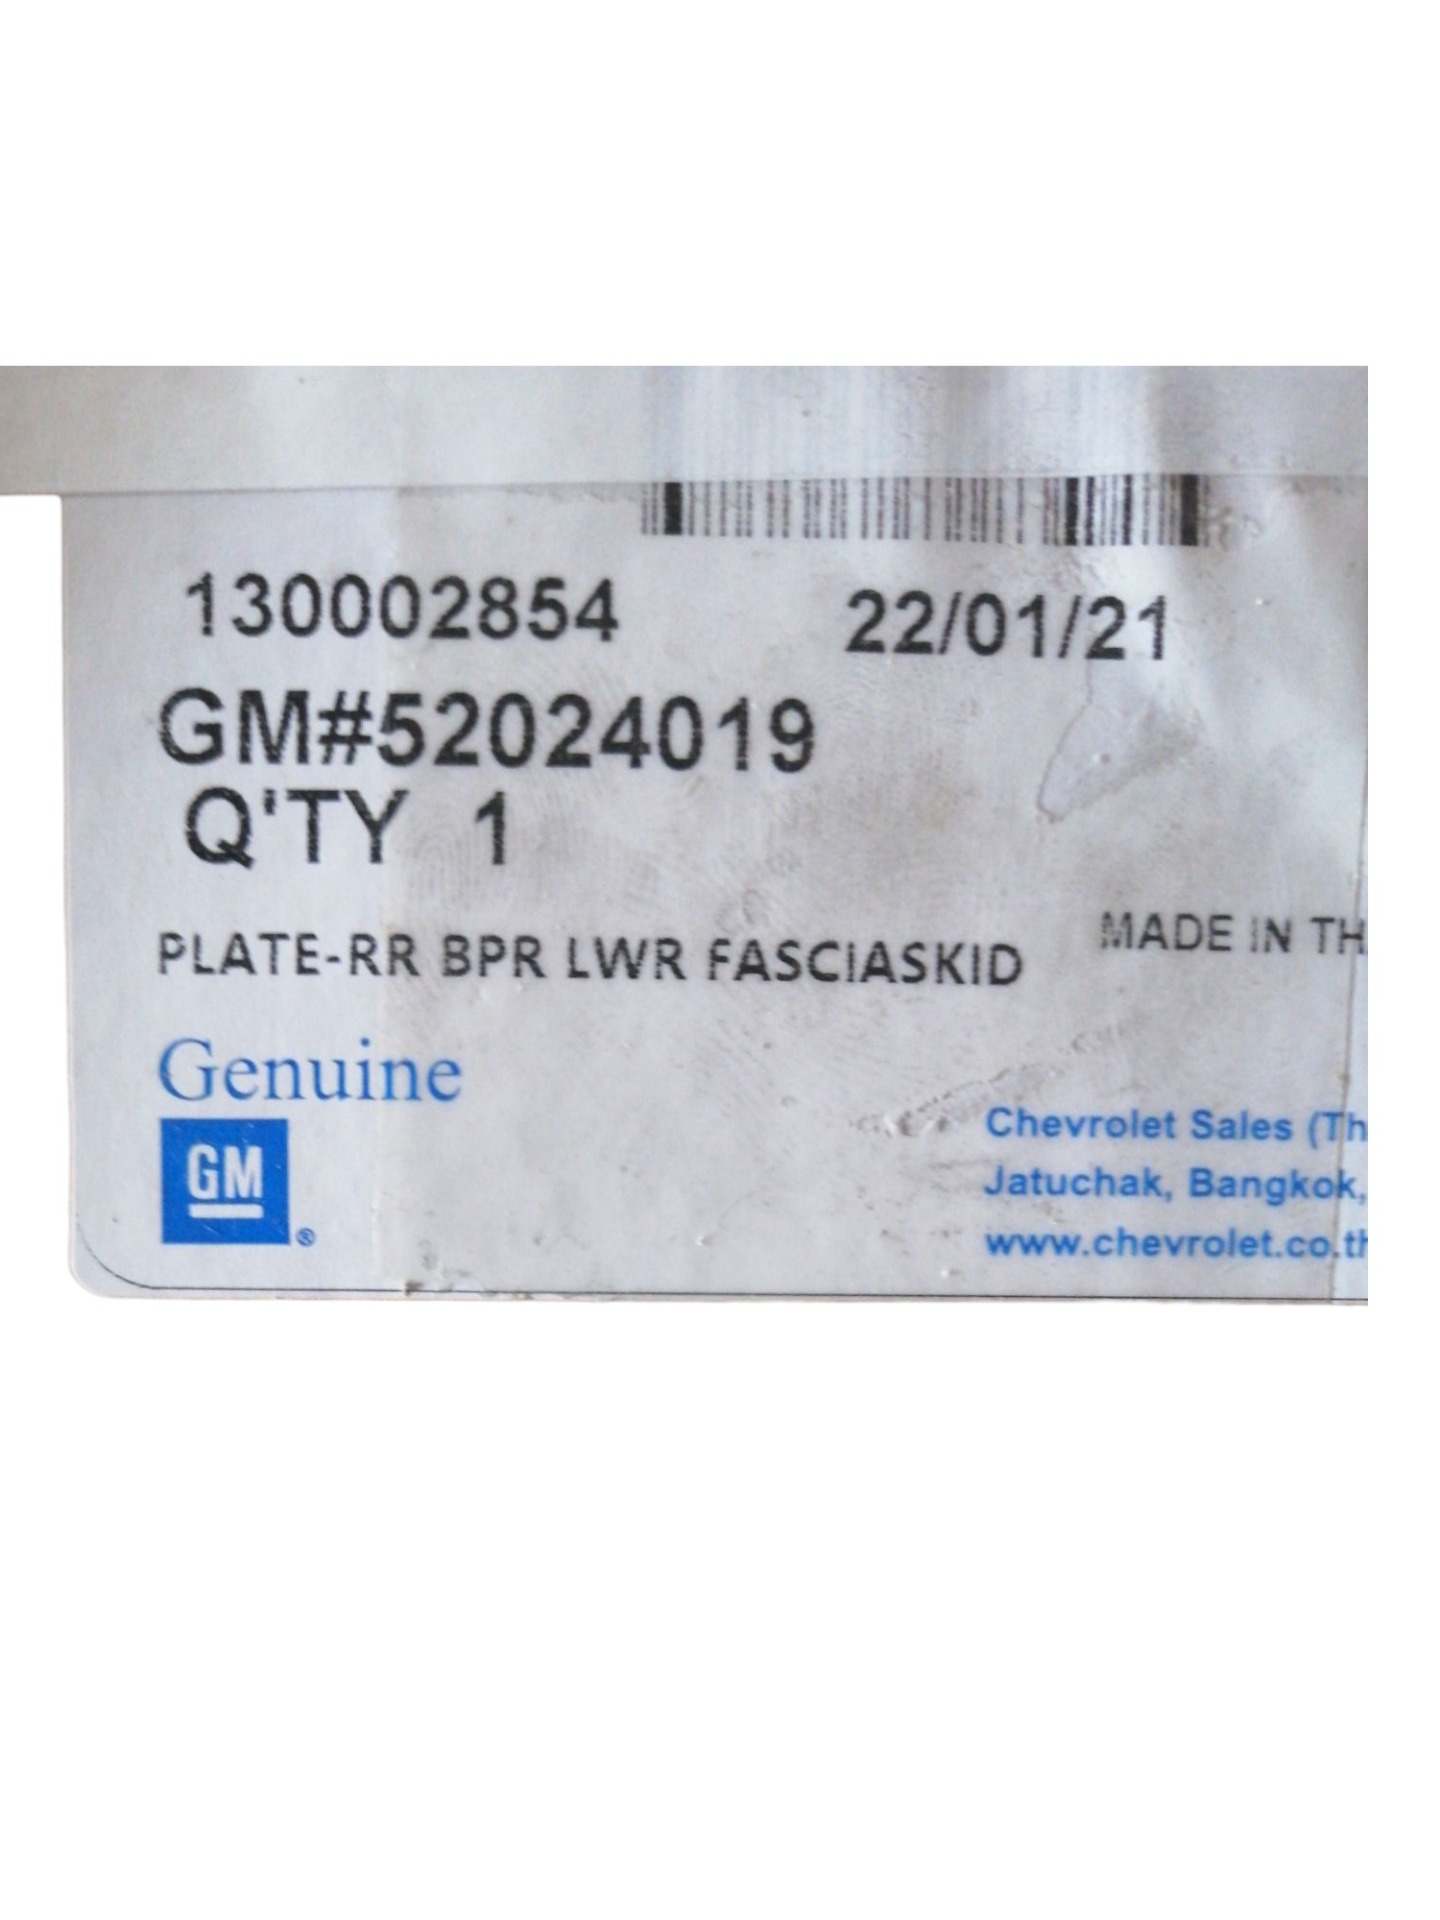 130002854 22/01/21
GM#52024019
Q'TY 1
PLATE-RR BPR LWR FASCIASKID MADE IN TH
Genuine
GM®
Chevrolet Sales (Th
Jatuchak, Bangkok,
www.chevrolet.co.th